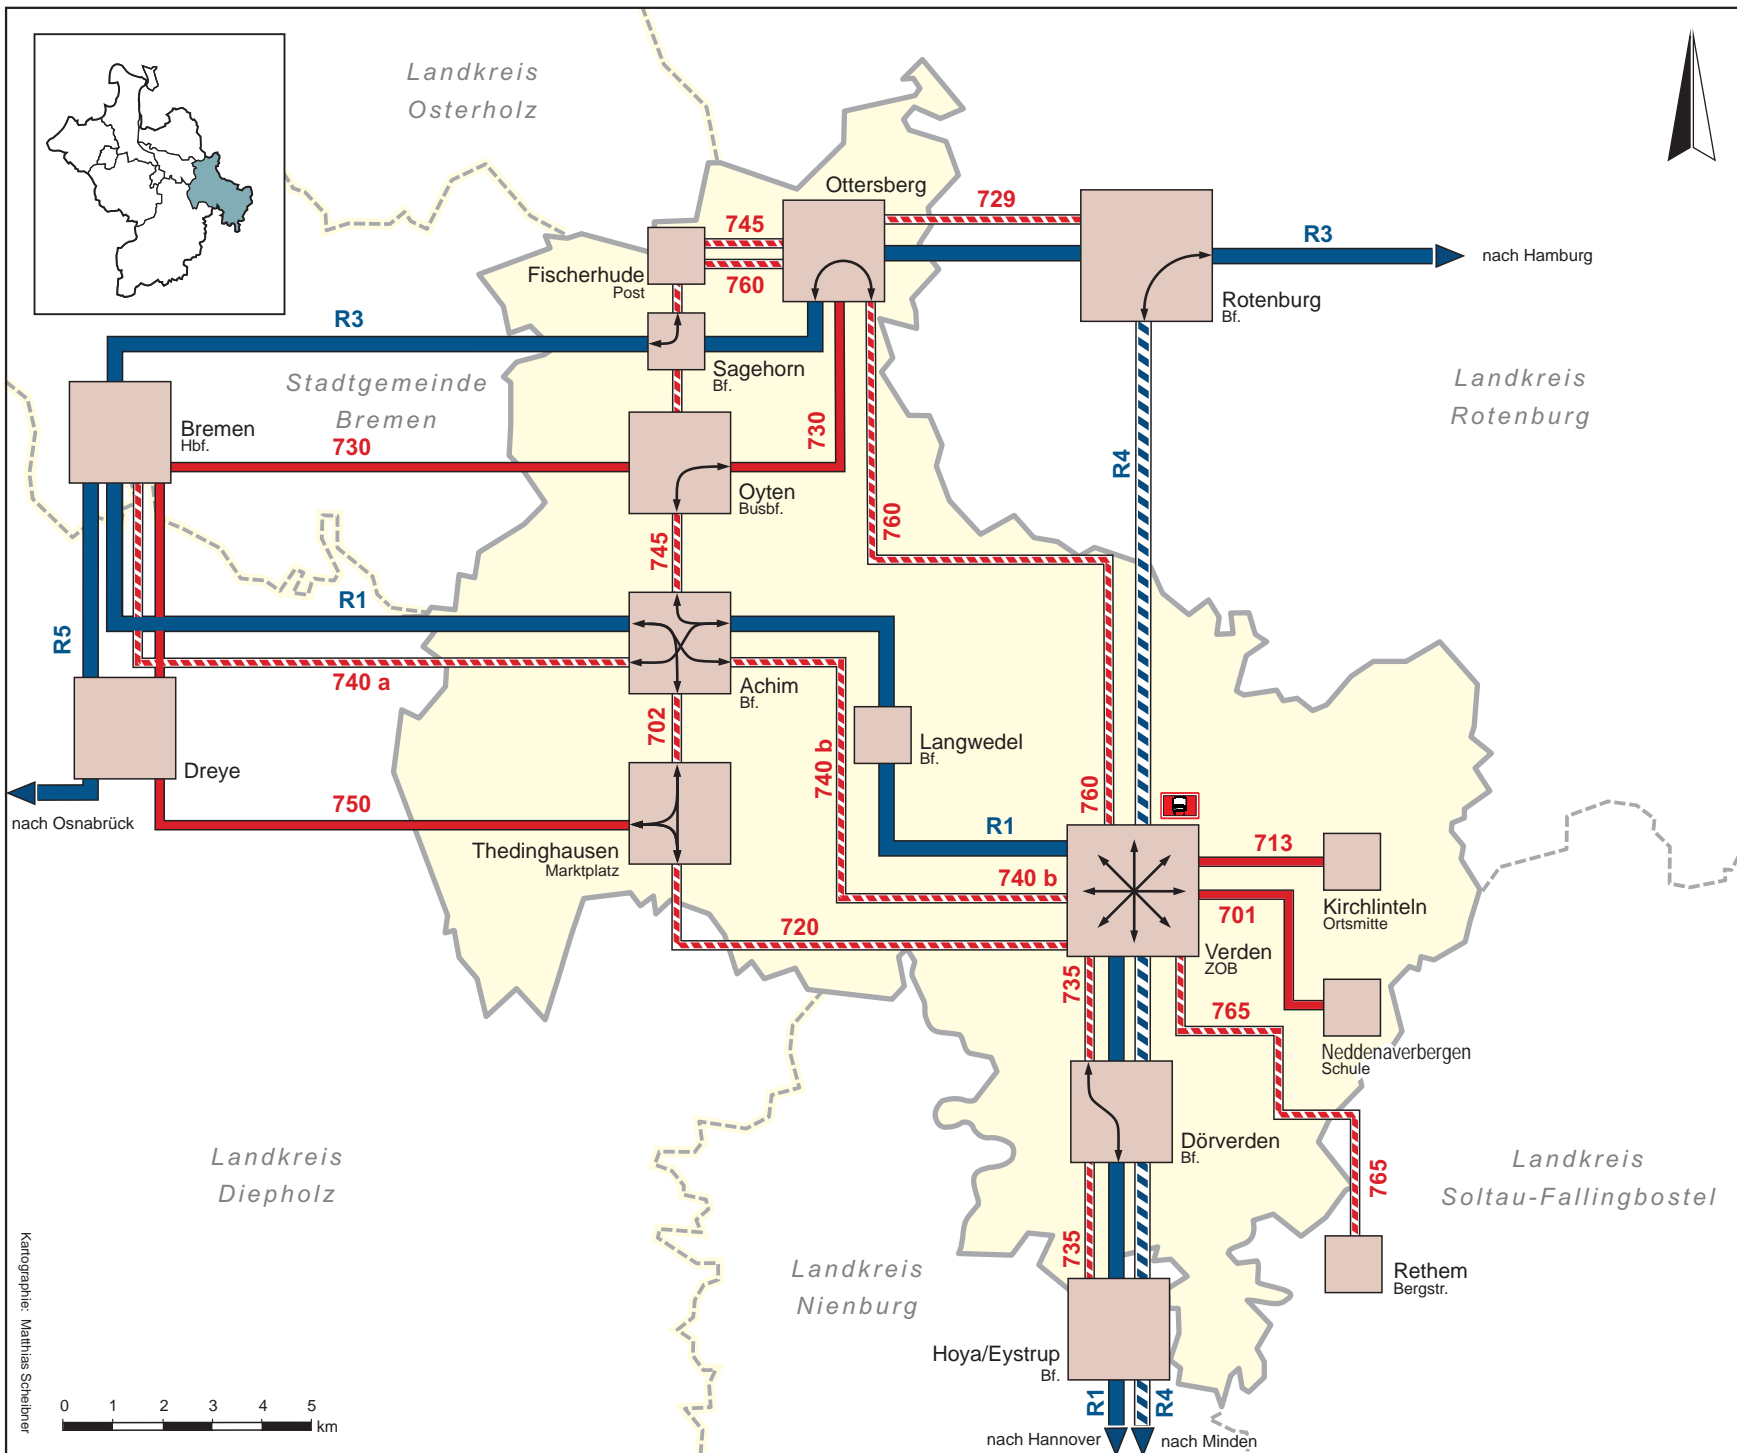 Landkreis
Osterholz
Ottersberg
729
745
R3
nach Hamburg
Fischerhude
Post
760
Rotenburg
Bf.
R3
Sagehorn
Bf.
Stadtgemeinde
Bremen
Landkreis
Rotenburg
Bremen
Hbf.
730
730
R4
Oyten
Busbf.
760
745
R1
R5
740 a
Achim
Bf.
702
740 b
Langwedel
Bf.
Dreye
760
nach Osnabrück
750
R1
713
Thedinghausen
Marktplatz
740 b
Kirchlinteln
Ortsmitte
701
720
Verden
ZOB
735
765
Neddenaverbergen
Schule
Dörverden
Bf.
Landkreis
Diepholz
Landkreis
Soltau-Fallingbostel
765
735
Landkreis
Nienburg
Rethem
Bergstr.
Hoya/Eystrup
Bf.
R1
R4
nach Hannover
nach Minden
0 1 2 3 4 5
km
Kartographie: Matthias Scheibner